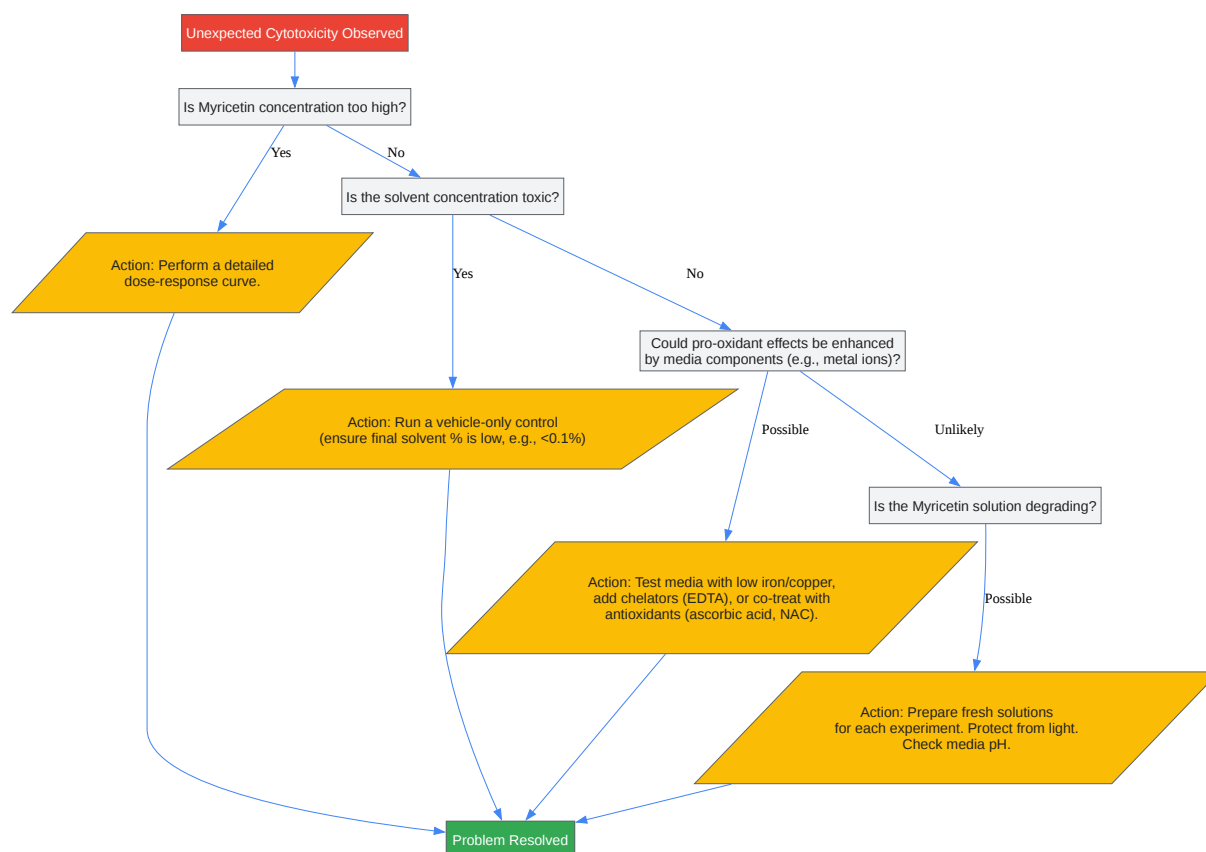 Unexpected Cytotoxicity Observed
Is Myricetin concentration too high?
Yes
No
Is the solvent concentration toxic?
Action: Perform a detailed
dose-response curve.
Yes
No
Could pro-oxidant effects be enhanced
by media components (e.g., metal ions)?
Action: Run a vehicle-only control
(ensure final solvent % is low, e.g., <0.1%)
Possible
Unlikely
Is the Myricetin solution degrading?
Action: Test media with low iron/copper,
add chelators (EDTA), or co-treat with
antioxidants (ascorbic acid, NAC).
Possible
Action: Prepare fresh solutions
for each experiment. Protect from light.
Check media pH.
Problem Resolved